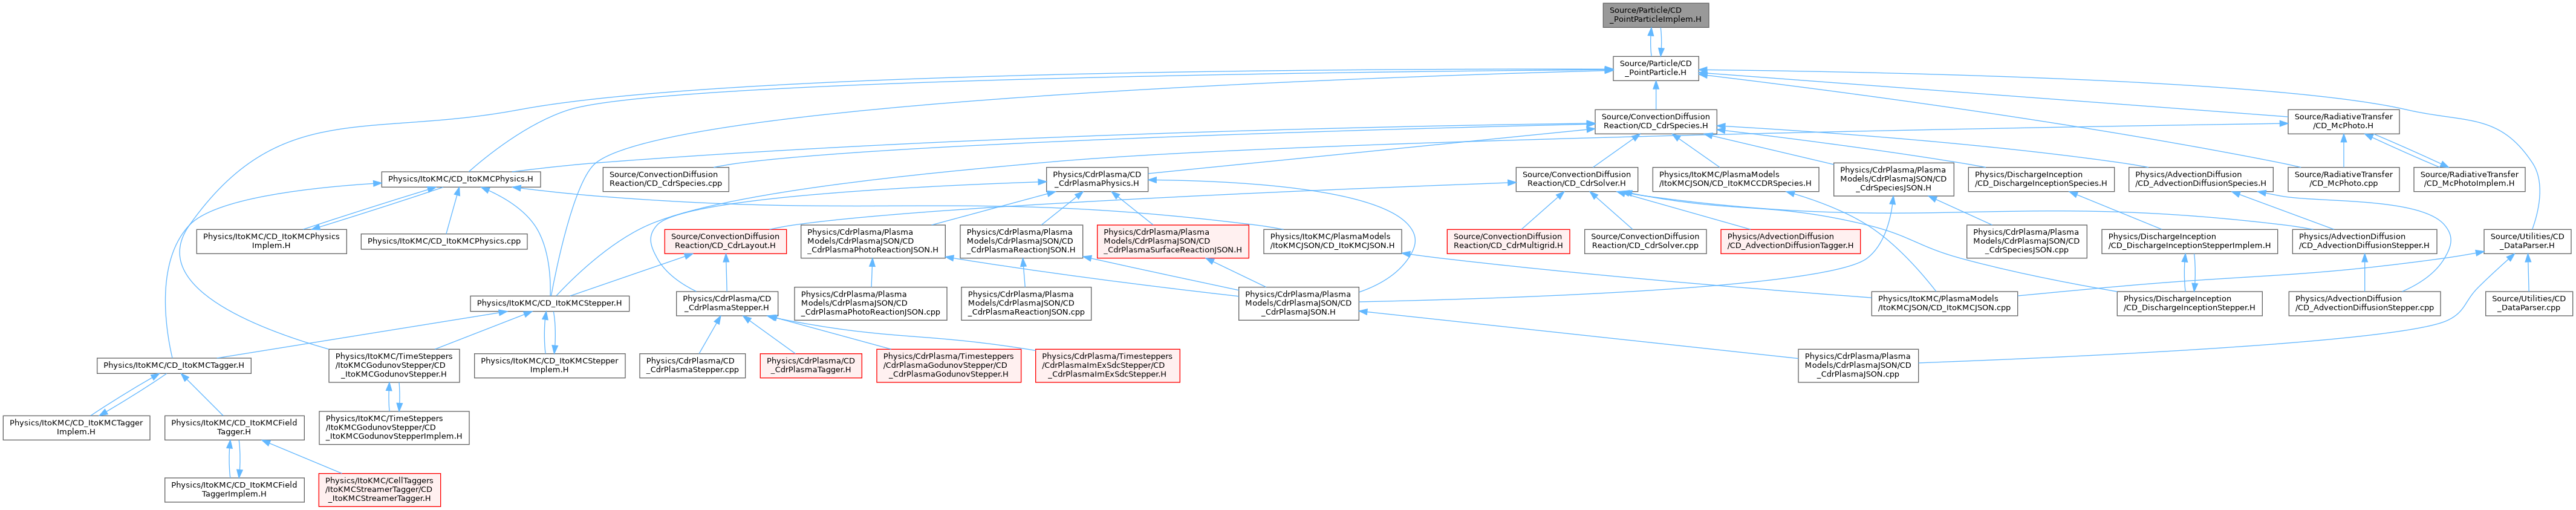 Source/Particle/CD
_PointParticleImplem.H
Source/Particle/CD
_PointParticle.H
Source/ConvectionDiffusion
Reaction/CD_CdrSpecies.H
Source/RadiativeTransfer
/CD_McPhoto.H
Physics/ItoKMC/CD_ItoKMCPhysics.H
Source/ConvectionDiffusion
Reaction/CD_CdrSpecies.cpp
Physics/CdrPlasma/CD
_CdrPlasmaPhysics.H
Source/ConvectionDiffusion
Reaction/CD_CdrSolver.H
Physics/ItoKMC/PlasmaModels
/ItoKMCJSON/CD_ItoKMCCDRSpecies.H
Physics/CdrPlasma/Plasma
Models/CdrPlasmaJSON/CD
_CdrSpeciesJSON.H
Physics/DischargeInception
/CD_DischargeInceptionSpecies.H
Physics/AdvectionDiffusion
/CD_AdvectionDiffusionSpecies.H
Source/RadiativeTransfer
/CD_McPhoto.cpp
Source/RadiativeTransfer
/CD_McPhotoImplem.H
Physics/ItoKMC/CD_ItoKMCPhysics
Implem.H
Physics/ItoKMC/CD_ItoKMCPhysics.cpp
Source/ConvectionDiffusion
Reaction/CD_CdrLayout.H
Physics/CdrPlasma/Plasma
Models/CdrPlasmaJSON/CD
_CdrPlasmaPhotoReactionJSON.H
Physics/CdrPlasma/Plasma
Models/CdrPlasmaJSON/CD
_CdrPlasmaReactionJSON.H
Physics/CdrPlasma/Plasma
Models/CdrPlasmaJSON/CD
_CdrPlasmaSurfaceReactionJSON.H
Physics/ItoKMC/PlasmaModels
/ItoKMCJSON/CD_ItoKMCJSON.H
Source/ConvectionDiffusion
Reaction/CD_CdrMultigrid.H
Source/ConvectionDiffusion
Reaction/CD_CdrSolver.cpp
Physics/AdvectionDiffusion
/CD_AdvectionDiffusionTagger.H
Physics/CdrPlasma/Plasma
Models/CdrPlasmaJSON/CD
_CdrSpeciesJSON.cpp
Physics/DischargeInception
/CD_DischargeInceptionStepperImplem.H
Physics/AdvectionDiffusion
/CD_AdvectionDiffusionStepper.H
Source/Utilities/CD
_DataParser.H
Physics/ItoKMC/CD_ItoKMCStepper.H
Physics/CdrPlasma/CD
_CdrPlasmaStepper.H
Physics/CdrPlasma/Plasma
Models/CdrPlasmaJSON/CD
_CdrPlasmaPhotoReactionJSON.cpp
Physics/CdrPlasma/Plasma
Models/CdrPlasmaJSON/CD
_CdrPlasmaReactionJSON.cpp
Physics/CdrPlasma/Plasma
Models/CdrPlasmaJSON/CD
_CdrPlasmaJSON.H
Physics/ItoKMC/PlasmaModels
/ItoKMCJSON/CD_ItoKMCJSON.cpp
Physics/DischargeInception
/CD_DischargeInceptionStepper.H
Physics/AdvectionDiffusion
/CD_AdvectionDiffusionStepper.cpp
Source/Utilities/CD
_DataParser.cpp
Physics/ItoKMC/CD_ItoKMCTagger.H
Physics/ItoKMC/TimeSteppers
/ItoKMCGodunovStepper/CD
_ItoKMCGodunovStepper.H
Physics/ItoKMC/CD_ItoKMCStepper
Implem.H
Physics/CdrPlasma/CD
_CdrPlasmaStepper.cpp
Physics/CdrPlasma/CD
_CdrPlasmaTagger.H
Physics/CdrPlasma/Timesteppers
/CdrPlasmaGodunovStepper/CD
_CdrPlasmaGodunovStepper.H
Physics/CdrPlasma/Timesteppers
/CdrPlasmaImExSdcStepper/CD
_CdrPlasmaImExSdcStepper.H
Physics/CdrPlasma/Plasma
Models/CdrPlasmaJSON/CD
_CdrPlasmaJSON.cpp
Physics/ItoKMC/CD_ItoKMCTagger
Implem.H
Physics/ItoKMC/CD_ItoKMCField
Tagger.H
Physics/ItoKMC/TimeSteppers
/ItoKMCGodunovStepper/CD
_ItoKMCGodunovStepperImplem.H
Physics/ItoKMC/CD_ItoKMCField
TaggerImplem.H
Physics/ItoKMC/CellTaggers
/ItoKMCStreamerTagger/CD
_ItoKMCStreamerTagger.H